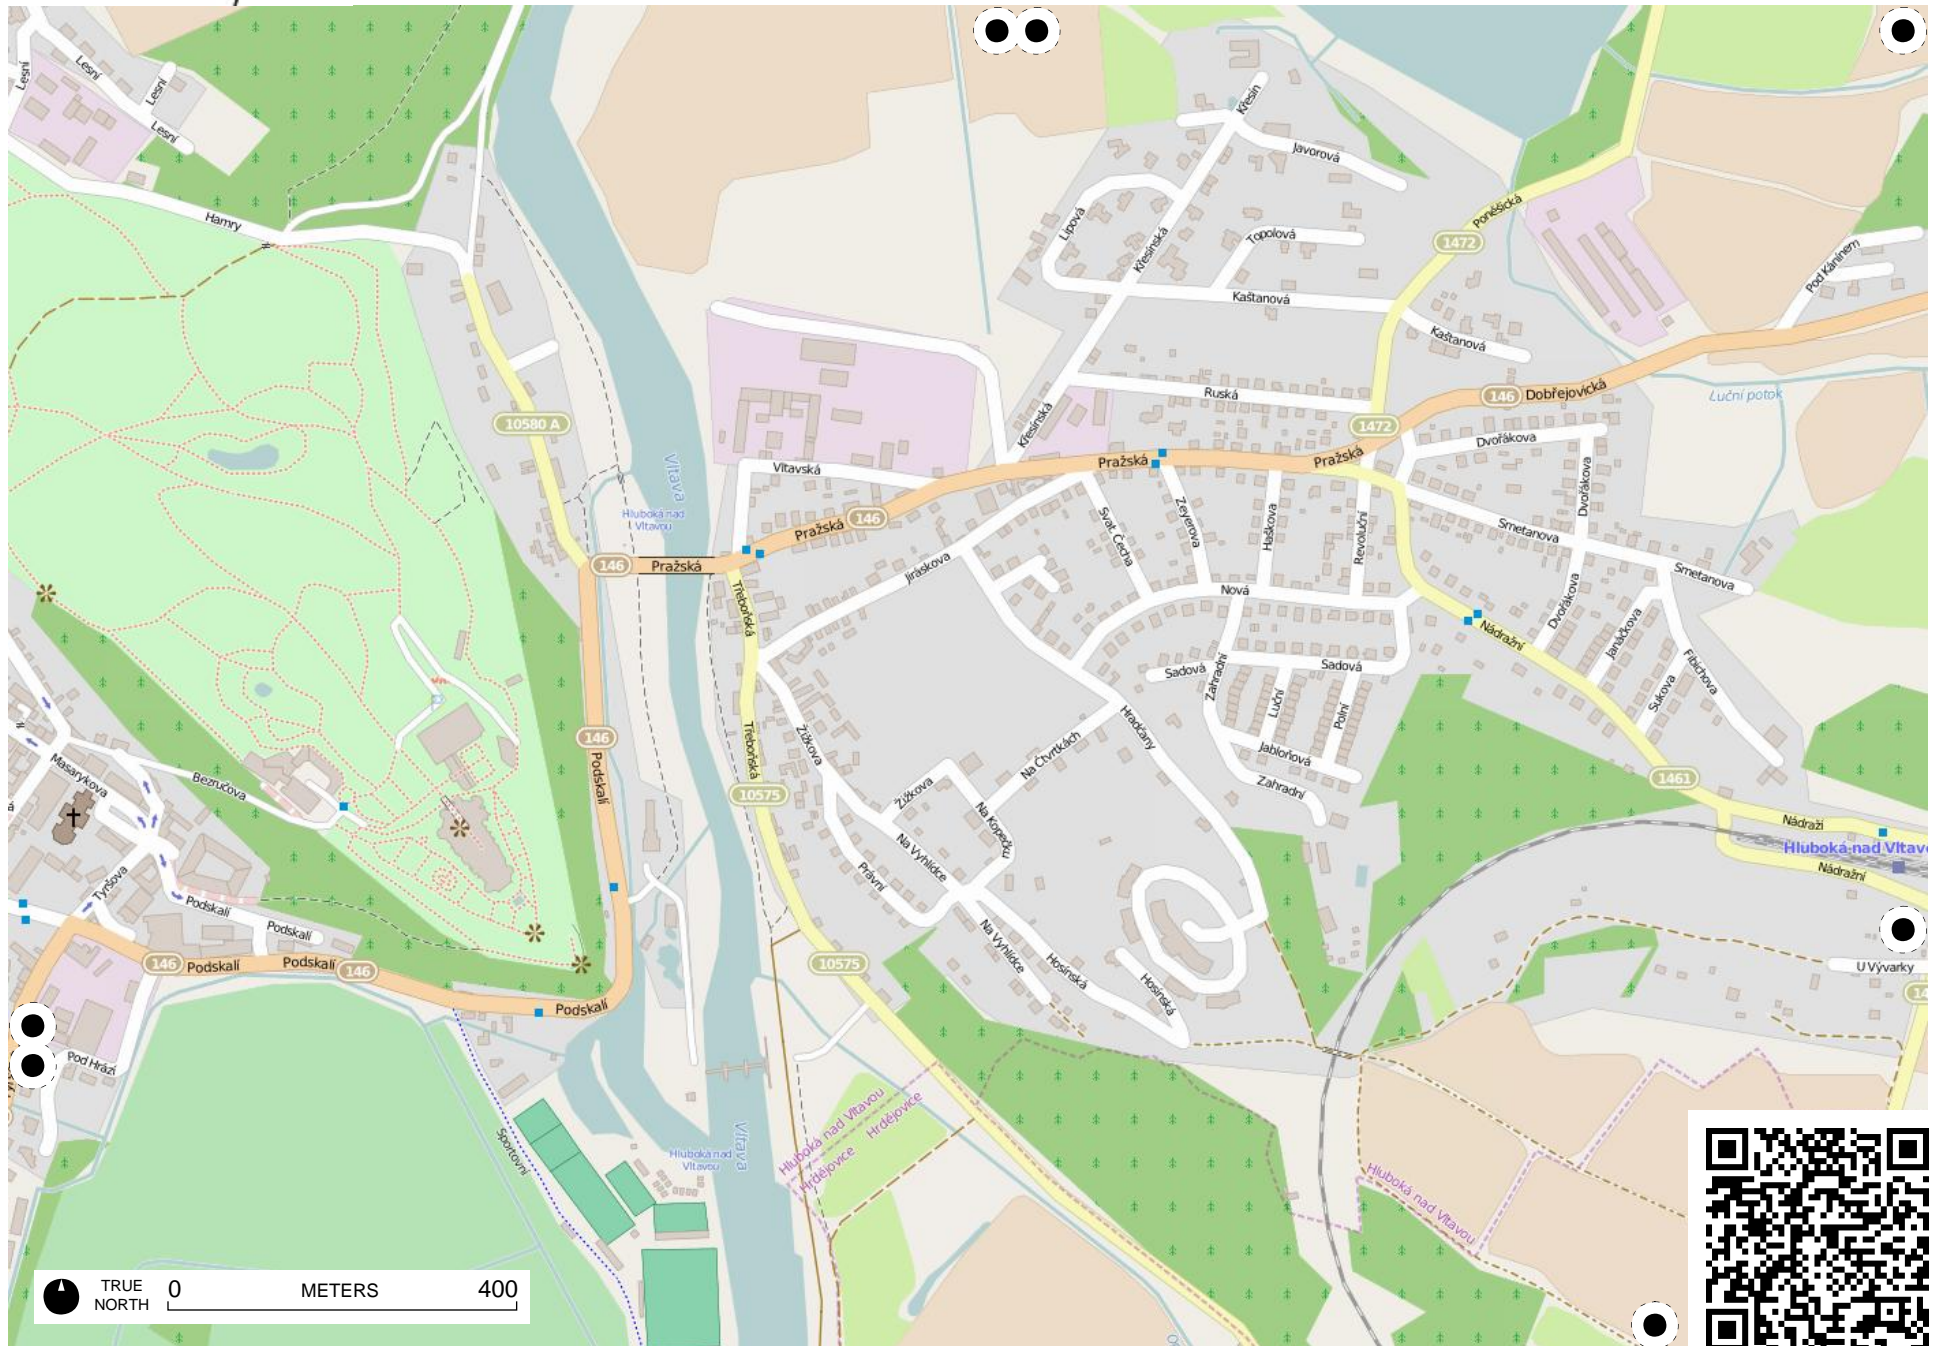 Lesní
Lesní
Lesní
Lesní
Hamry
Křesín
Javorová
Lipová
Křesínská
Topolová
Poněšická
1472
Pod Kánínem
Kaštanová
Kaštanová
Ruská
146
Dobřejovická
Luční potok
10580 A
Křesínská
1472
Dvořákova
Vltava
Hluboká nad
Vltavou
Vltavská
Pražská
Pražská
Pražská
146
Svat. Čecha
Zeyerova
Haškova
Revoluční
Dvořákova
Smetanova
Smetanova
146
Pražská
Jiráskova
Třeboňská
Nová
Dvořákova
Janáčkova
Nádražní
Fibichova
Sukova
Sadová
Sadová
Zahradní
Luční
Polní
Hradčany
146
Podskalí
Třeboňská
Žižkova
Na Čtvrtkách
Jabloňová
Zahradní
Masarykova
Bezručova
10575
Žižkova
Na Kopečku
1461
Nádraží
Hluboká nad Vltavo
Nádražní
Na Vyhlídce
Právní
Tyršova
Podskalí
Podskalí
146
Podskalí
Podskalí
146
Podskalí
10575
Na Vyhlídce
Hosínská
Hosínská
U Vývarky
14
Pod Hrází
Sportovní
Hluboká nad
Vltavou
Vltava
Hluboká nad Vltavou
Hrdějovice
Hrdějovice
Hluboká nad Vltavou
TRUE
NORTH
0 METERS 400